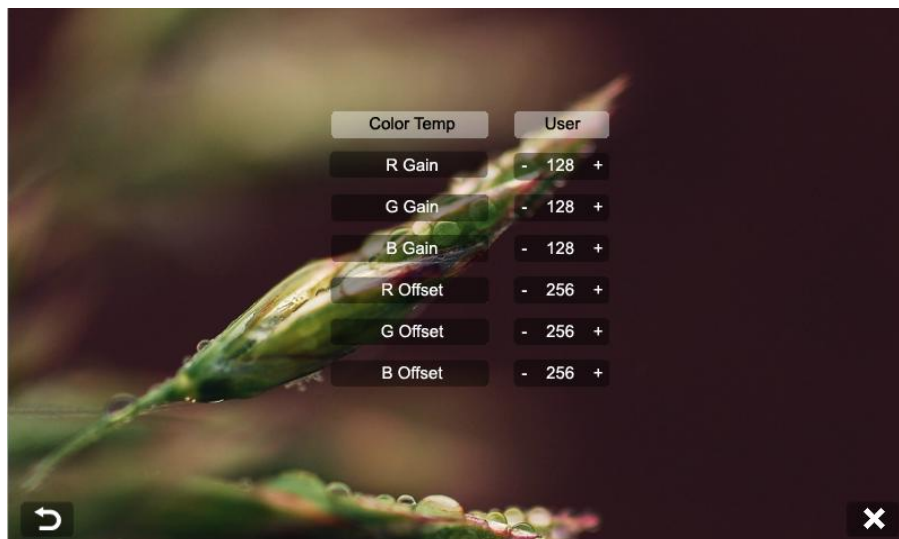 Color Temp User
R Gain - 128 +
G Gain - 128 +
B Gain - 128 +
R Offset - 256 +
G Offset - 256 +
B Offset - 256 +